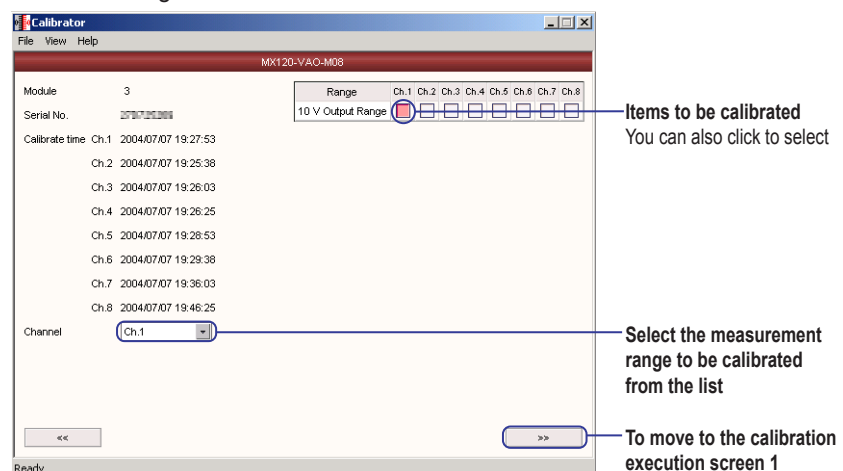 Calibrator
File View Help
MX120-VAO-M08
Module 3
Range Ch.1 Ch.2 Ch.3 Ch.4 Ch.5 Ch.6 Ch.7 Ch.8
Serial No.
10 V Output Range
Items to be calibrated
You can also click to select
Calibrate time Ch.1 2004/07/07 19:27:53
Ch.2 2004/07/07 19:25:38
Ch.3 2004/07/07 19:26:03
Ch.4 2004/07/07 19:26:25
Ch.5 2004/07/07 19:28:53
Ch.6 2004/07/07 19:29:38
Ch.7 2004/07/07 19:36:03
Ch.8 2004/07/07 19:46:25
Channel Ch.1
Select the measurement
range to be calibrated
from the list
<< >>
To move to the calibration
execution screen 1
Ready